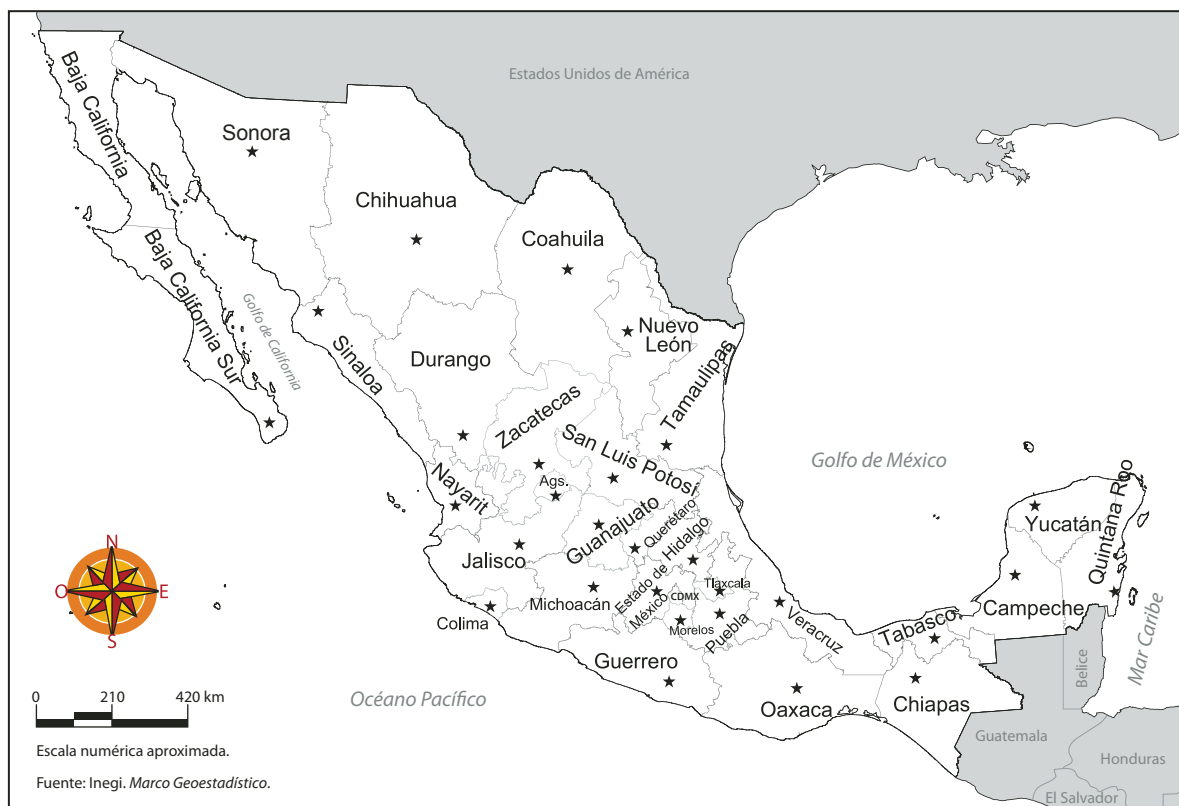 Estados Unidos de América
Baja California
Sonora
Chihuahua
Coahuila
Baja California Sur
Golfo de California
Sinaloa
Durango
Nuevo
León
Tamaulipas
Zacatecas
San Luis Potosí
Golfo de México
Nayarit
Ags.
Guanajuato
Querétaro
Hidalgo
Yucatán
Quintana Roo
Jalisco
Estado de
México
CDMX
Tlaxcala
Michoacán
Colima
Morelos
Puebla
Veracruz
Tabasco
Campeche
Mar Caribe
Belice
Guerrero
Oaxaca
Chiapas
Océano Pacífico
Guatemala
Honduras
El Salvador
N
O
E
S
0 210 420 km
Escala numérica aproximada.
Fuente: Inegi. Marco Geoestadístico.